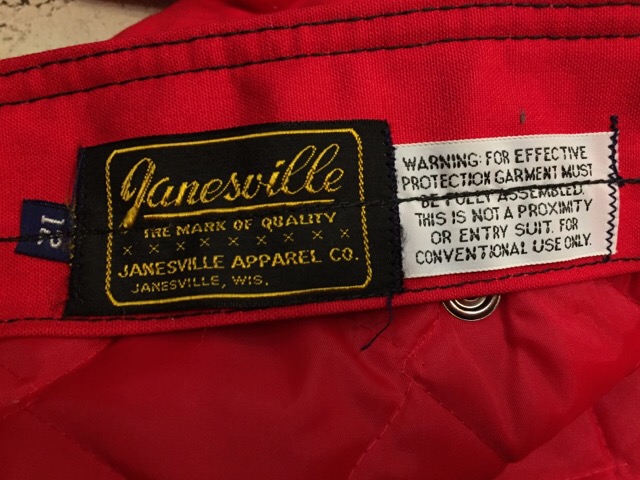 Janesville
THE MARK OF QUALITY
× × × × × × × × ×
JANESVILLE APPAREL CO.
JANESVILLE, WIS.
WARNING: FOR EFFECTIVE
PROTECTION GARMENT MUST
BE FULLY ASSEMBLED.
THIS IS NOT A PROXIMITY
OR ENTRY SUIT. FOR
CONVENTIONAL USE ONLY.